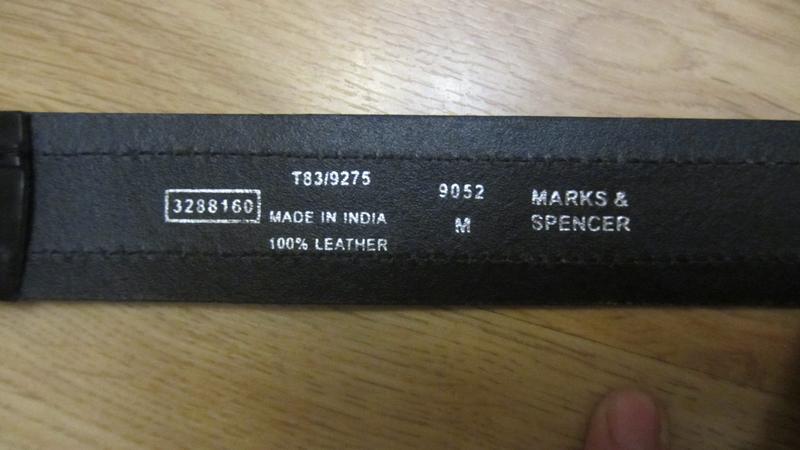 3288160
T83/9275
MADE IN INDIA
100% LEATHER
9052
M
MARKS &
SPENCER